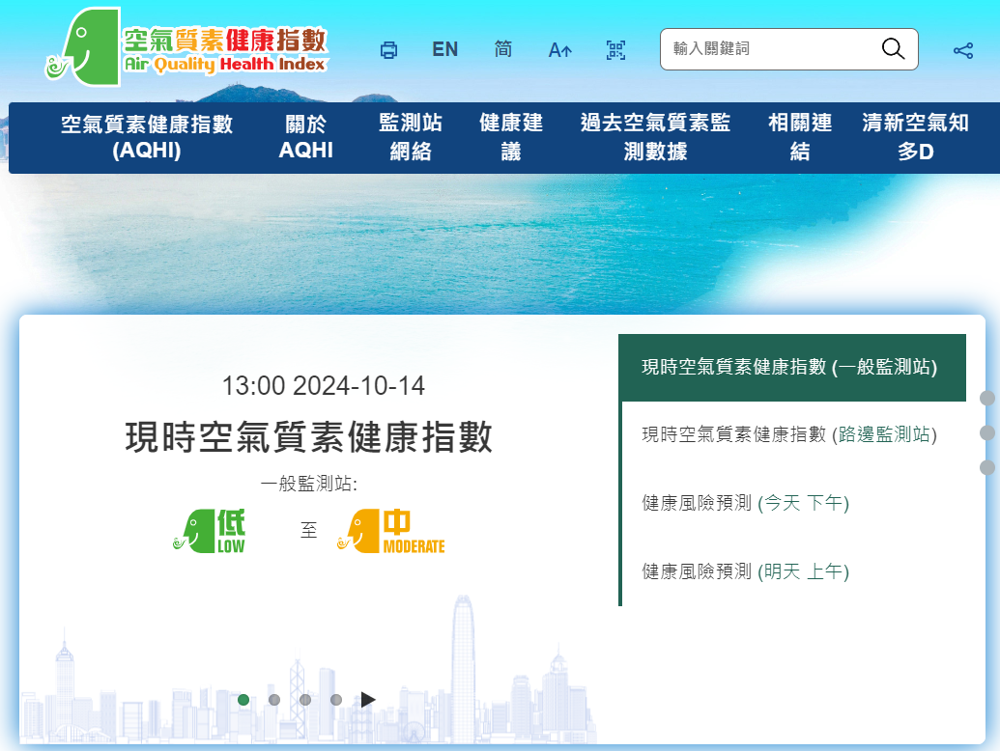 空氣質素健康指數
Air Quality Health Index
EN
简
A
輸入關鍵詞
空氣質素健康指數
(AQHI)
關於
AQHI
監測站
網絡
健康建
議
過去空氣質素監
測數據
相關連
結
清新空氣知
多D
13:00 2024-10-14
現時空氣質素健康指數
一般監測站:
低
LOW
至
中
MODERATE
現時空氣質素健康指數 (一般監測站)
現時空氣質素健康指數 (路邊監測站)
健康風險預測 (今天 下午)
健康風險預測 (明天 上午)